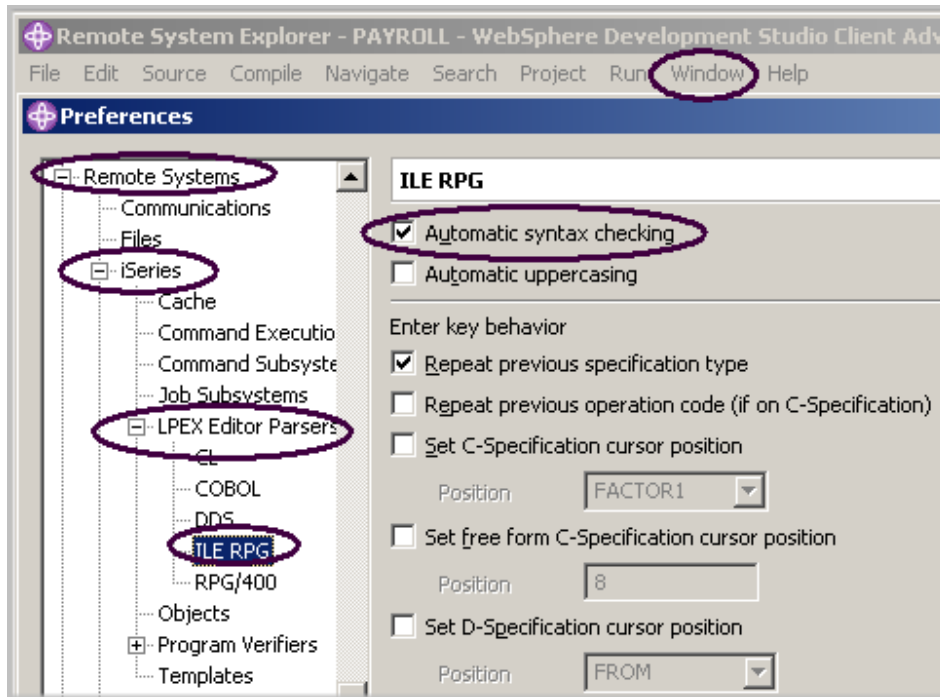 Remote System Explorer - PAYROLL - WebSphere Development Studio Client Adv
File Edit Source Compile Navigate Search Project Run Window Help
Preferences
Remote Systems
Communications
Files
iSeries
Cache
Command Executio
Command Subsyste
Job Subsystems
LPEX Editor Parsers
CL
COBOL
DDS
ILE RPG
RPG/400
Objects
Program Verifiers
Templates
ILE RPG
Automatic syntax checking
Automatic uppercasing
Enter key behavior
Repeat previous specification type
Repeat previous operation code (if on C-Specification)
Set C-Specification cursor position
Position FACTOR1
Set free form C-Specification cursor position
Position 8
Set D-Specification cursor position
Position FROM